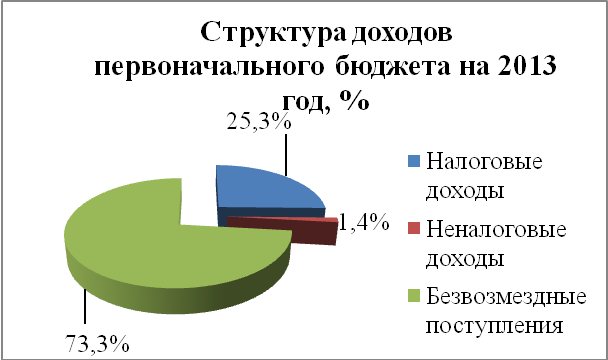 Структура доходов
первоначального бюджета на 2013
год, %
25,3%
1,4%
73,3%
Налоговые
доходы
Неналоговые
доходы
Безвозмездные
поступления